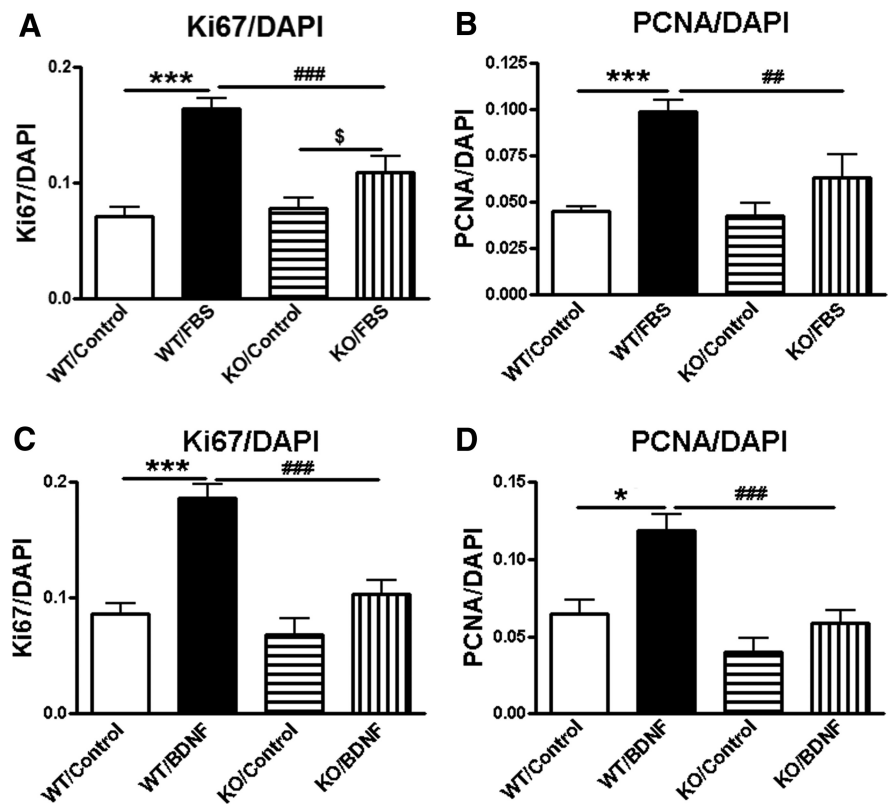 A
Ki67/DAPI
Ki67/DAPI
0.2
0.1
0.0
***
###
$
WT/Control
WT/FBS
KO/Control
KO/FBS
B
PCNA/DAPI
PCNA/DAPI
0.125
0.100
0.075
0.050
0.025
0.000
***
##
WT/Control
WT/FBS
KO/Control
KO/FBS
C
Ki67/DAPI
Ki67/DAPI
0.2
0.1
0.0
***
###
WT/Control
WT/BDNF
KO/Control
KO/BDNF
D
PCNA/DAPI
PCNA/DAPI
0.15
0.10
0.05
0.00
*
###
WT/Control
WT/BDNF
KO/Control
KO/BDNF